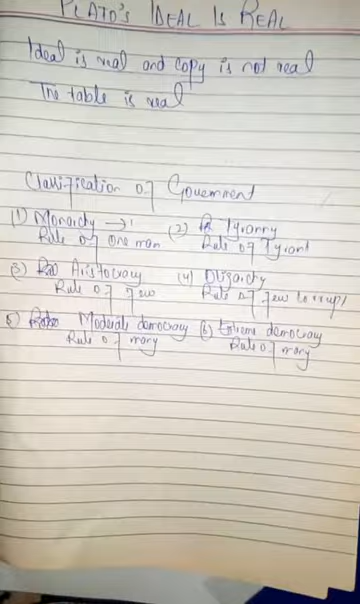 PLATO'S IDEAL IS REAL
Ideal is real and copy is not real
The table is real
Classification of Government
(1) Monarchy → (2) Tyranny
Rule of one man Rule of Tyrant
(3) Aristocracy (4) Oligarchy
Rule of few Rule of few corrupt
5) Moderate democracy 6) Extreme democracy
Rule of many Rule of many